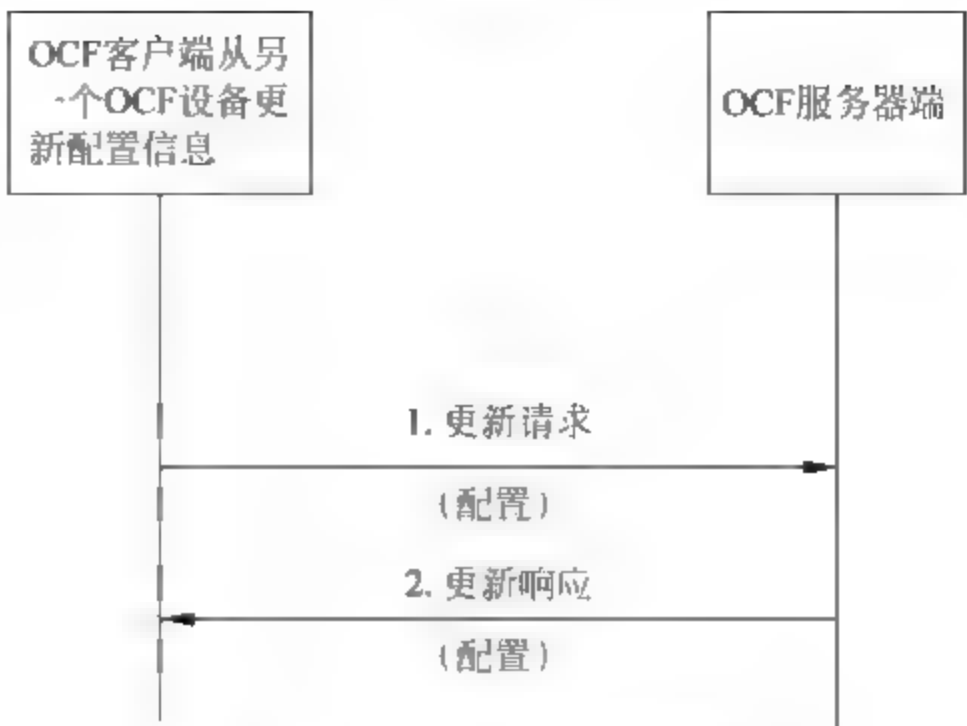 OCF客户端从另
一个OCF设备更
新配置信息
OCF服务器端
1. 更新请求
(配置)
2. 更新响应
(配置)